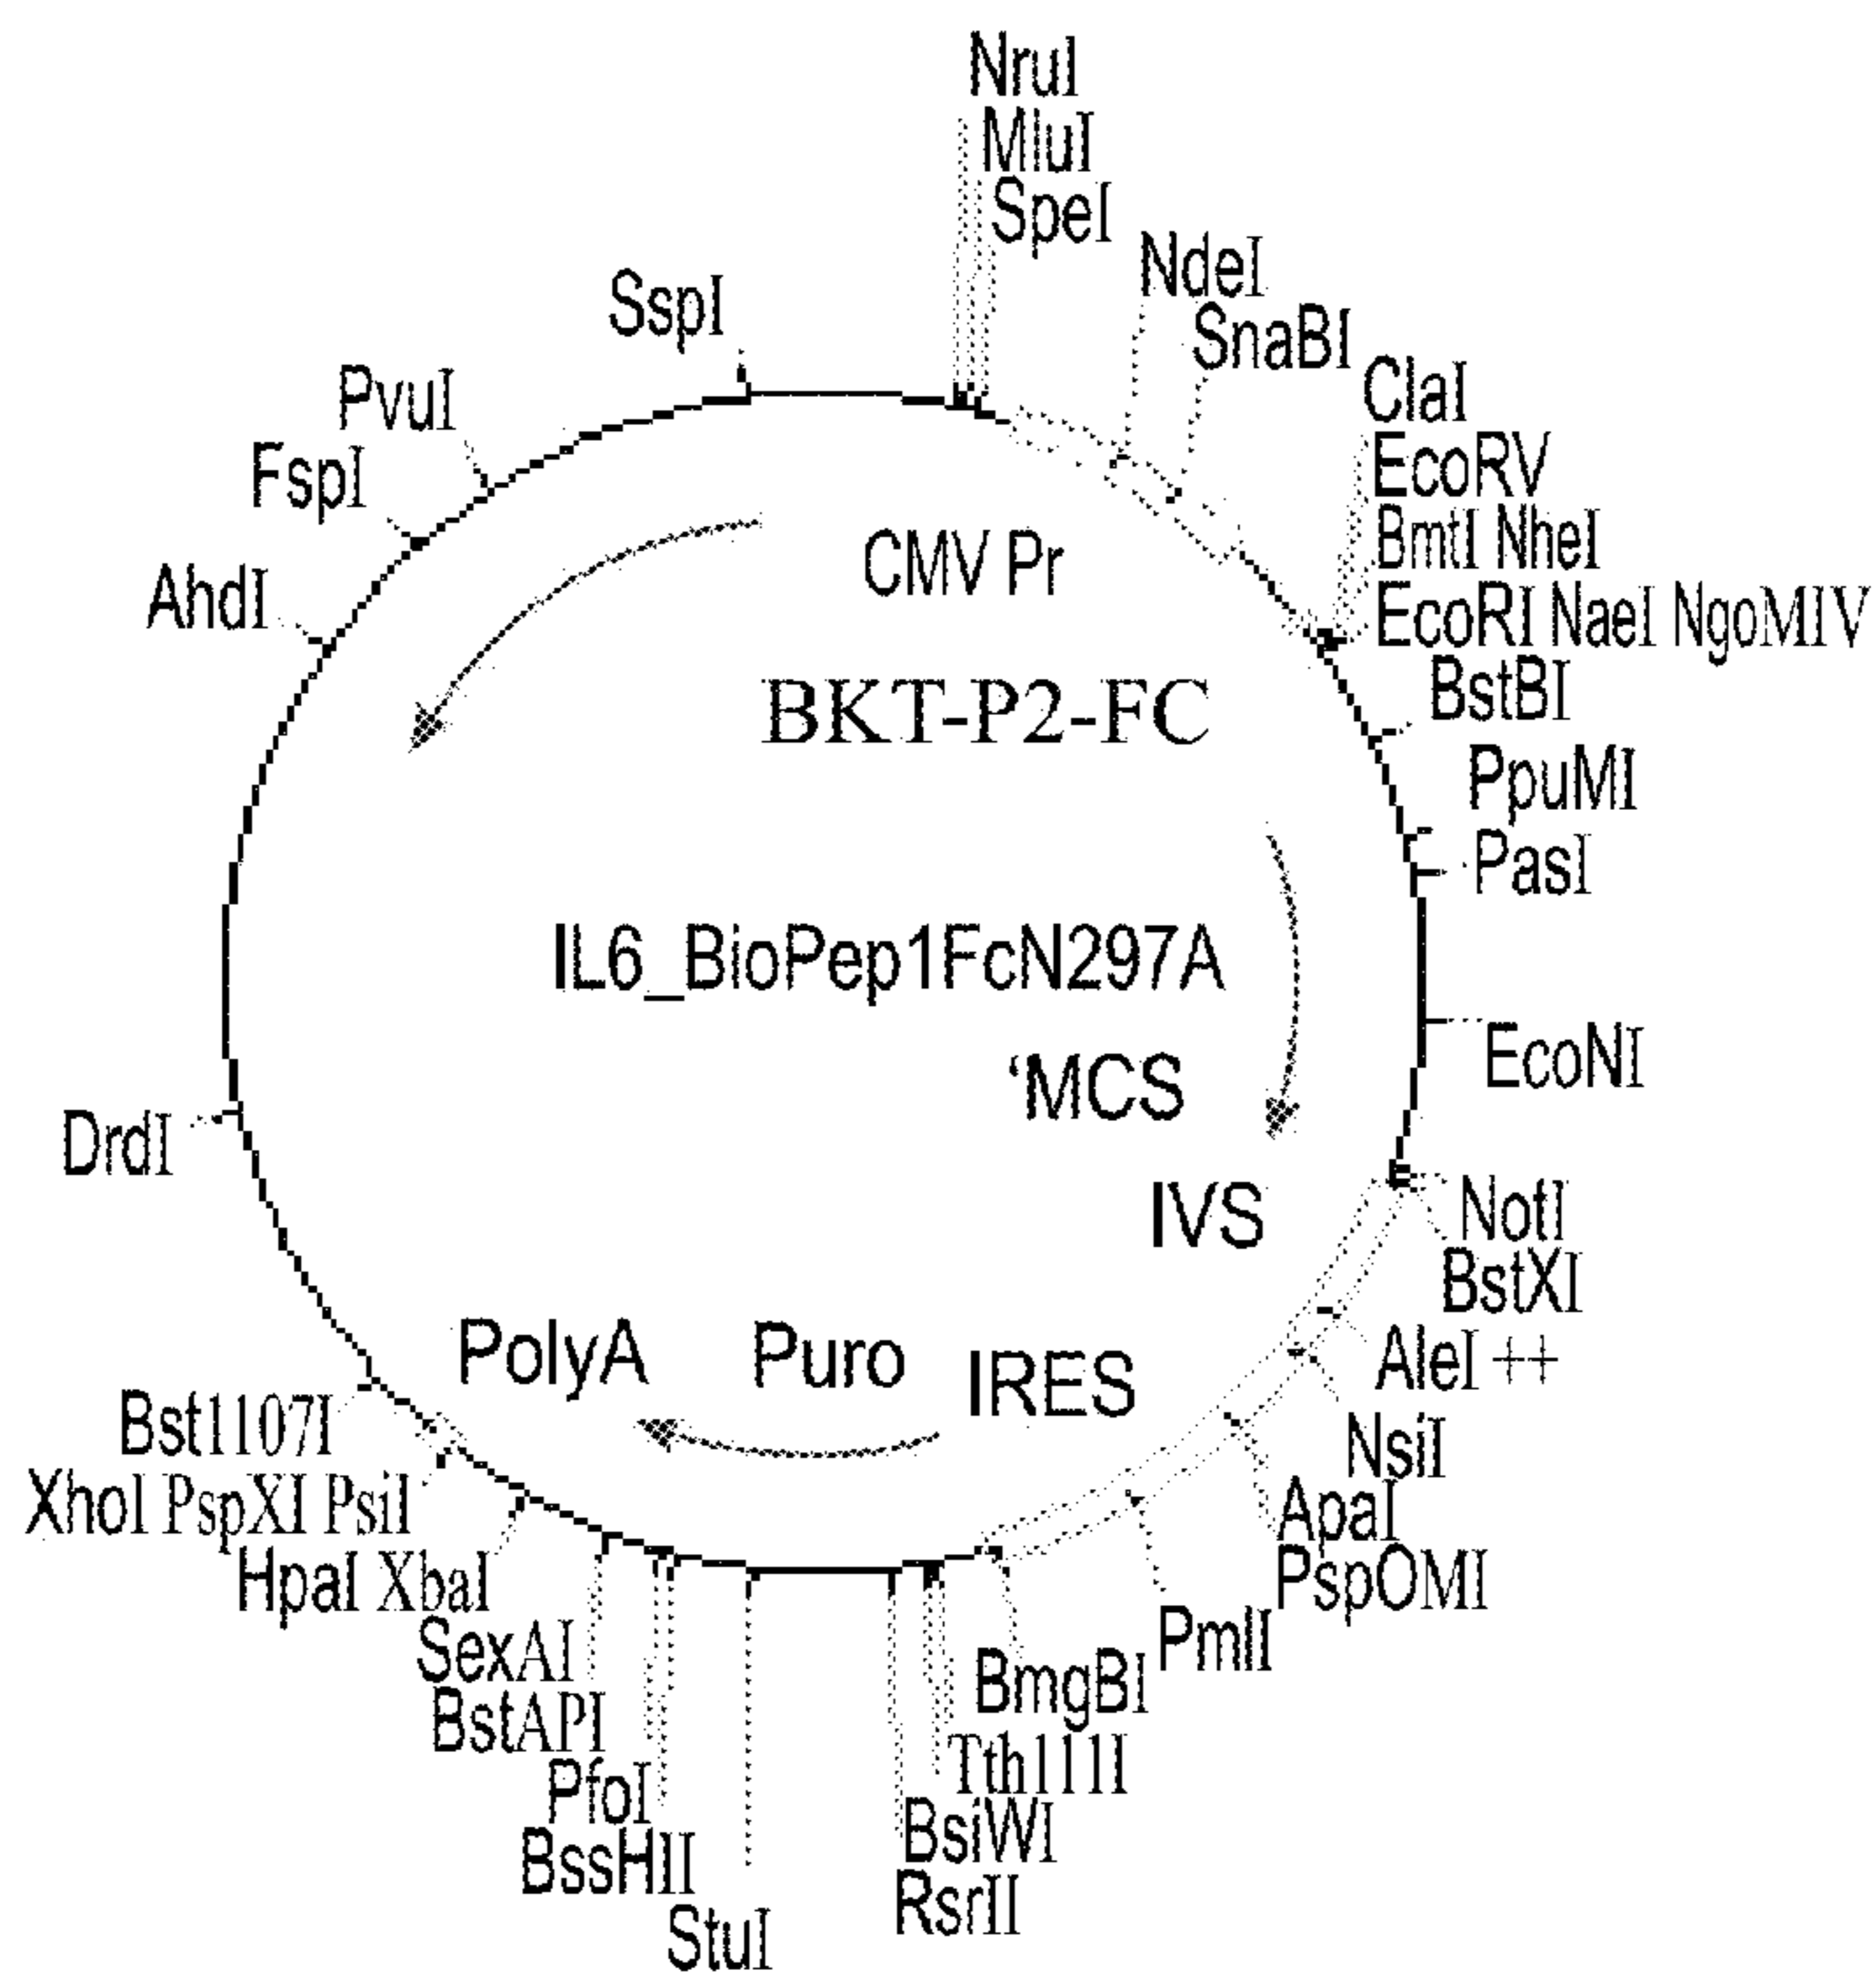 NruI
MluI
SpeI
NdeI
SspI
SnaBI
ClaI
PvuI
EcoRV
FspI
BmtI NheI
CMV Pr
AhdI
EcoRI NaeI NgoMIV
BstBI
BKT-P2-FC
PpuMI
PasI
IL6_BioPep1FcN297A
EcoNI
‘MCS
DrdI
NotI
IVS
BstXI
PolyA
Puro
IRES
AleI ++
Bst1107I
NsiI
XhoI PspXI PsiI
ApaI
HpaI XbaI
PspOMI
SexAI
PmlI
BmgBI
BstAPI
Tth111I
PfoI
BsiWI
BssHII
RsrII
StuI